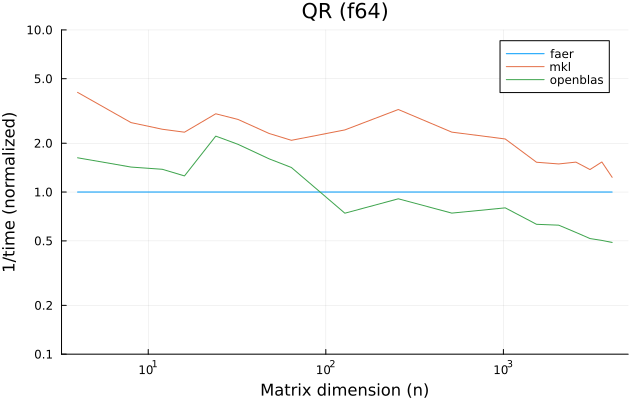 QR (f64)
10.0
5.0
2.0
1.0
0.5
0.2
0.1
1/time (normalized)
faer
mkl
openblas
10¹
10²
10³
Matrix dimension (n)